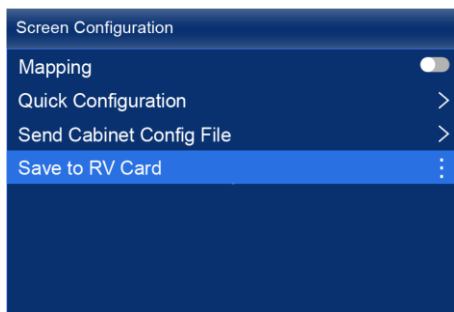 Screen Configuration
Mapping
Quick Configuration
Send Cabinet Config File
Save to RV Card